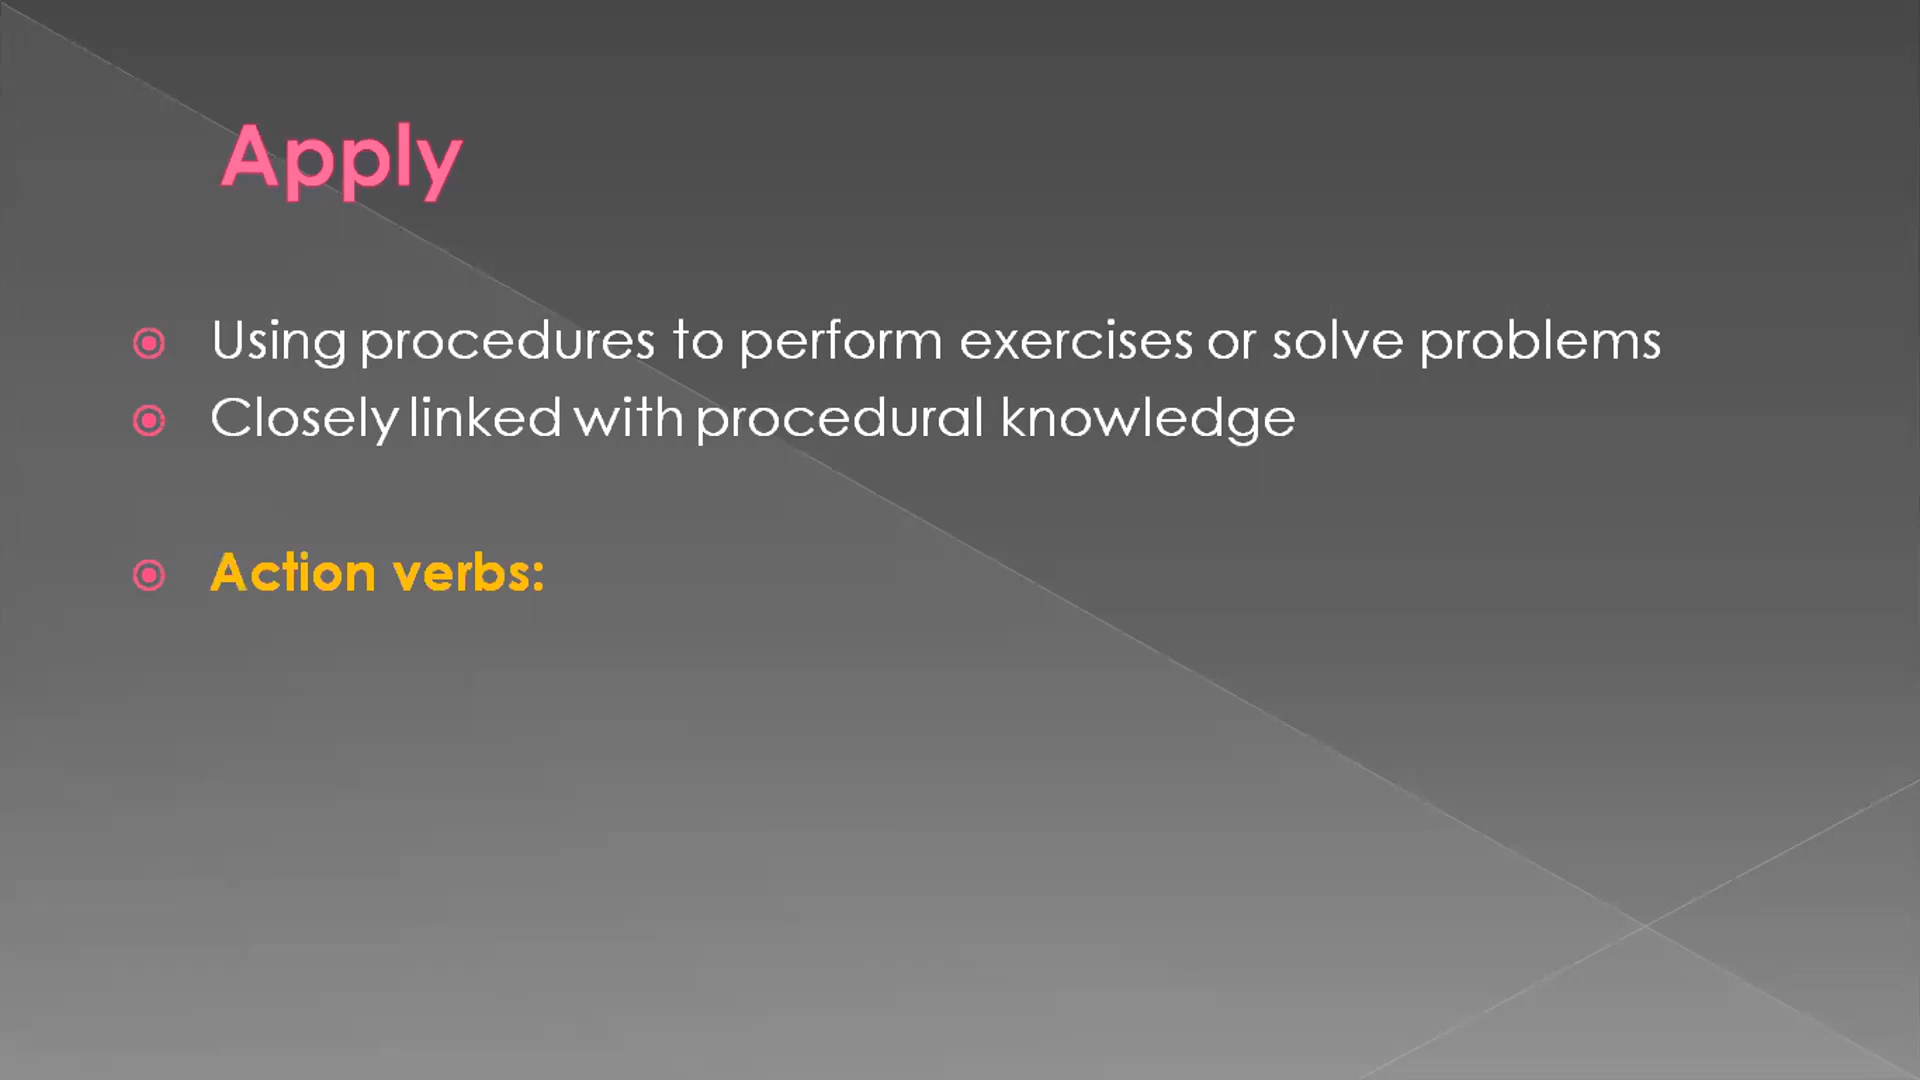 Apply
Using procedures to perform exercises or solve problems
Closely linked with procedural knowledge
Action verbs: